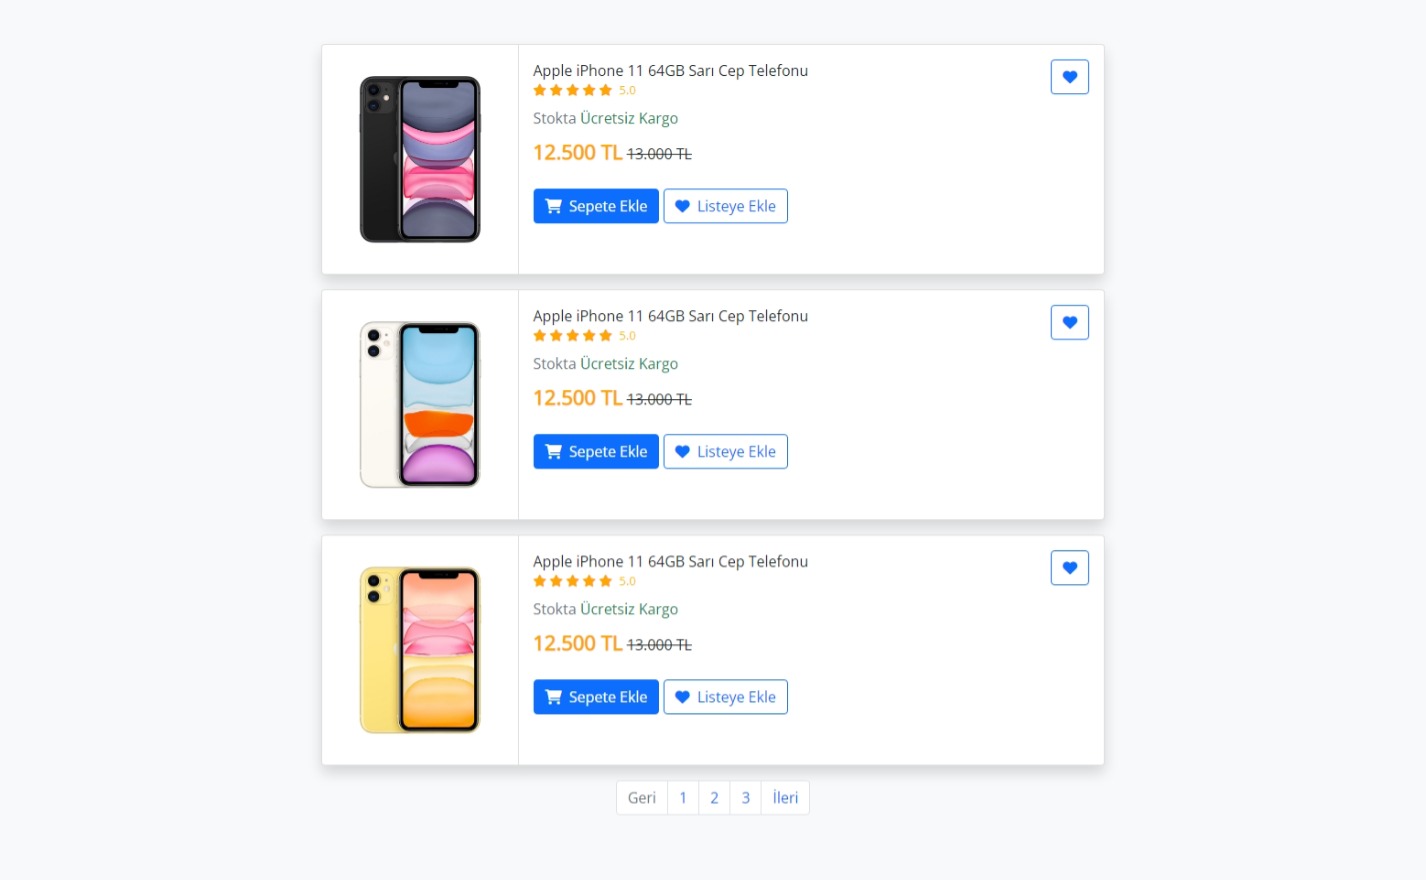 Apple iPhone 11 64GB Sarı Cep Telefonu
5.0
Stokta Ücretsiz Kargo
12.500 TL 13.000 TL
Sepete Ekle Listeye Ekle
Apple iPhone 11 64GB Sarı Cep Telefonu
5.0
Stokta Ücretsiz Kargo
12.500 TL 13.000 TL
Sepete Ekle Listeye Ekle
Apple iPhone 11 64GB Sarı Cep Telefonu
5.0
Stokta Ücretsiz Kargo
12.500 TL 13.000 TL
Sepete Ekle Listeye Ekle
Geri 1 2 3 İleri